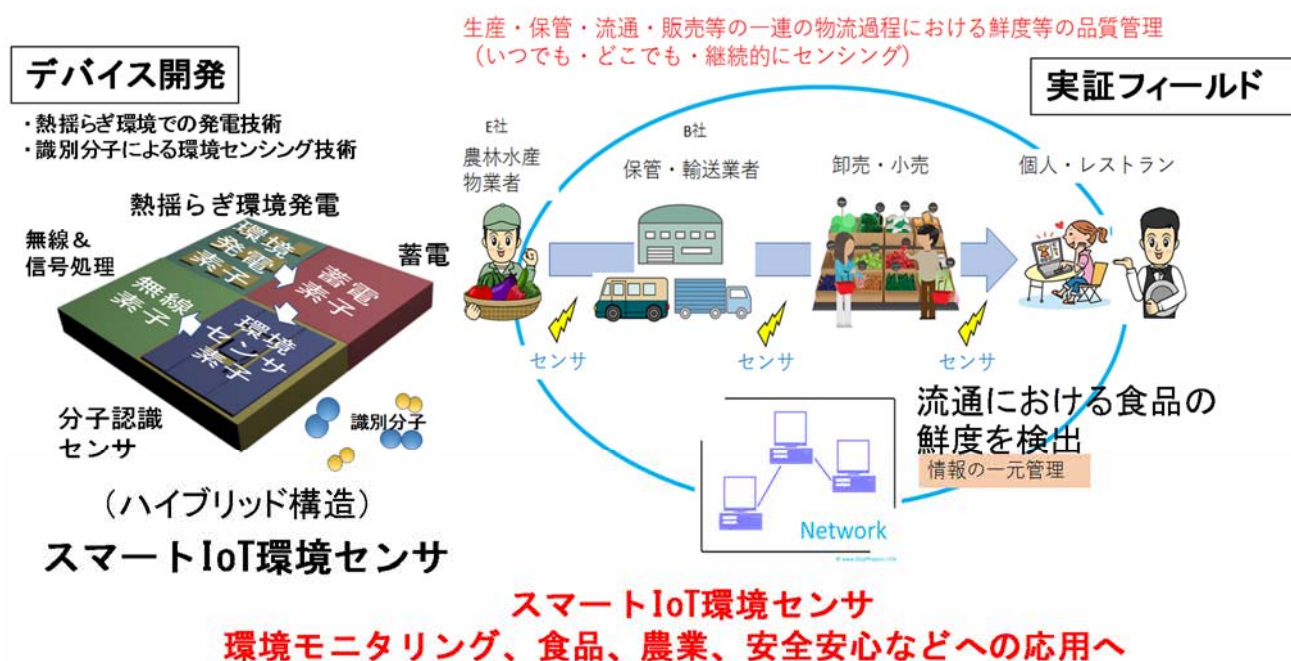 生産・保管・流通・販売等の一連の物流過程における鮮度等の品質管理
(いつでも・どこでも・継続的にセンシング)
デバイス開発
・熱揺らぎ環境での発電技術
・識別分子による環境センシング技術
熱揺らぎ環境発電
無線&
信号処理
蓄電
環境
発電
素子
蓄電
素子
無線
素子
環境
センサ
素子
分子認識
センサ
識別分子
(ハイブリッド構造)
スマートIoT環境センサ
実証フィールド
E社
農林水産
物業者
B社
保管・輸送業者
卸売・小売
個人・レストラン
センサ
センサ
センサ
流通における食品の
鮮度を検出
情報の一元管理
Network
スマートIoT環境センサ
環境モニタリング、食品、農業、安全安心などへの応用へ